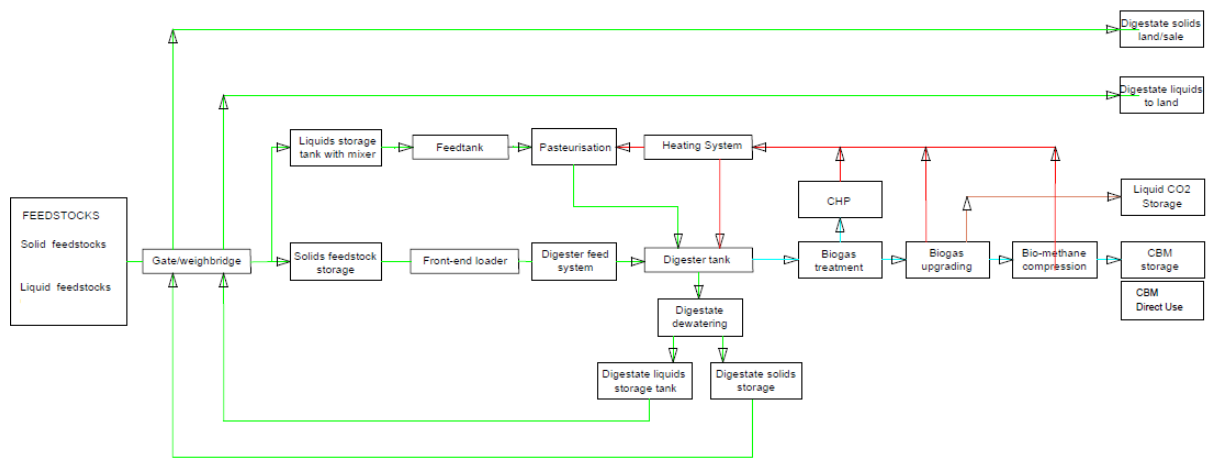 Digestate solids
land/sale
Digestate liquids
to land
Liquids storage
tank with mixer
Feedtank
Pasteurisation
Heating System
FEEDSTOCKS
Solid feedstocks
Liquid feedstocks
CHP
Liquid CO2
Storage
Gate/weighbridge
Solids feedstock
storage
Front-end loader
Digester feed
system
Digester tank
Biogas
treatment
Biogas
upgrading
Bio-methane
compression
CBM
storage
CBM
Direct Use
Digestate
dewatering
Digestate liquids
storage tank
Digestate solids
storage